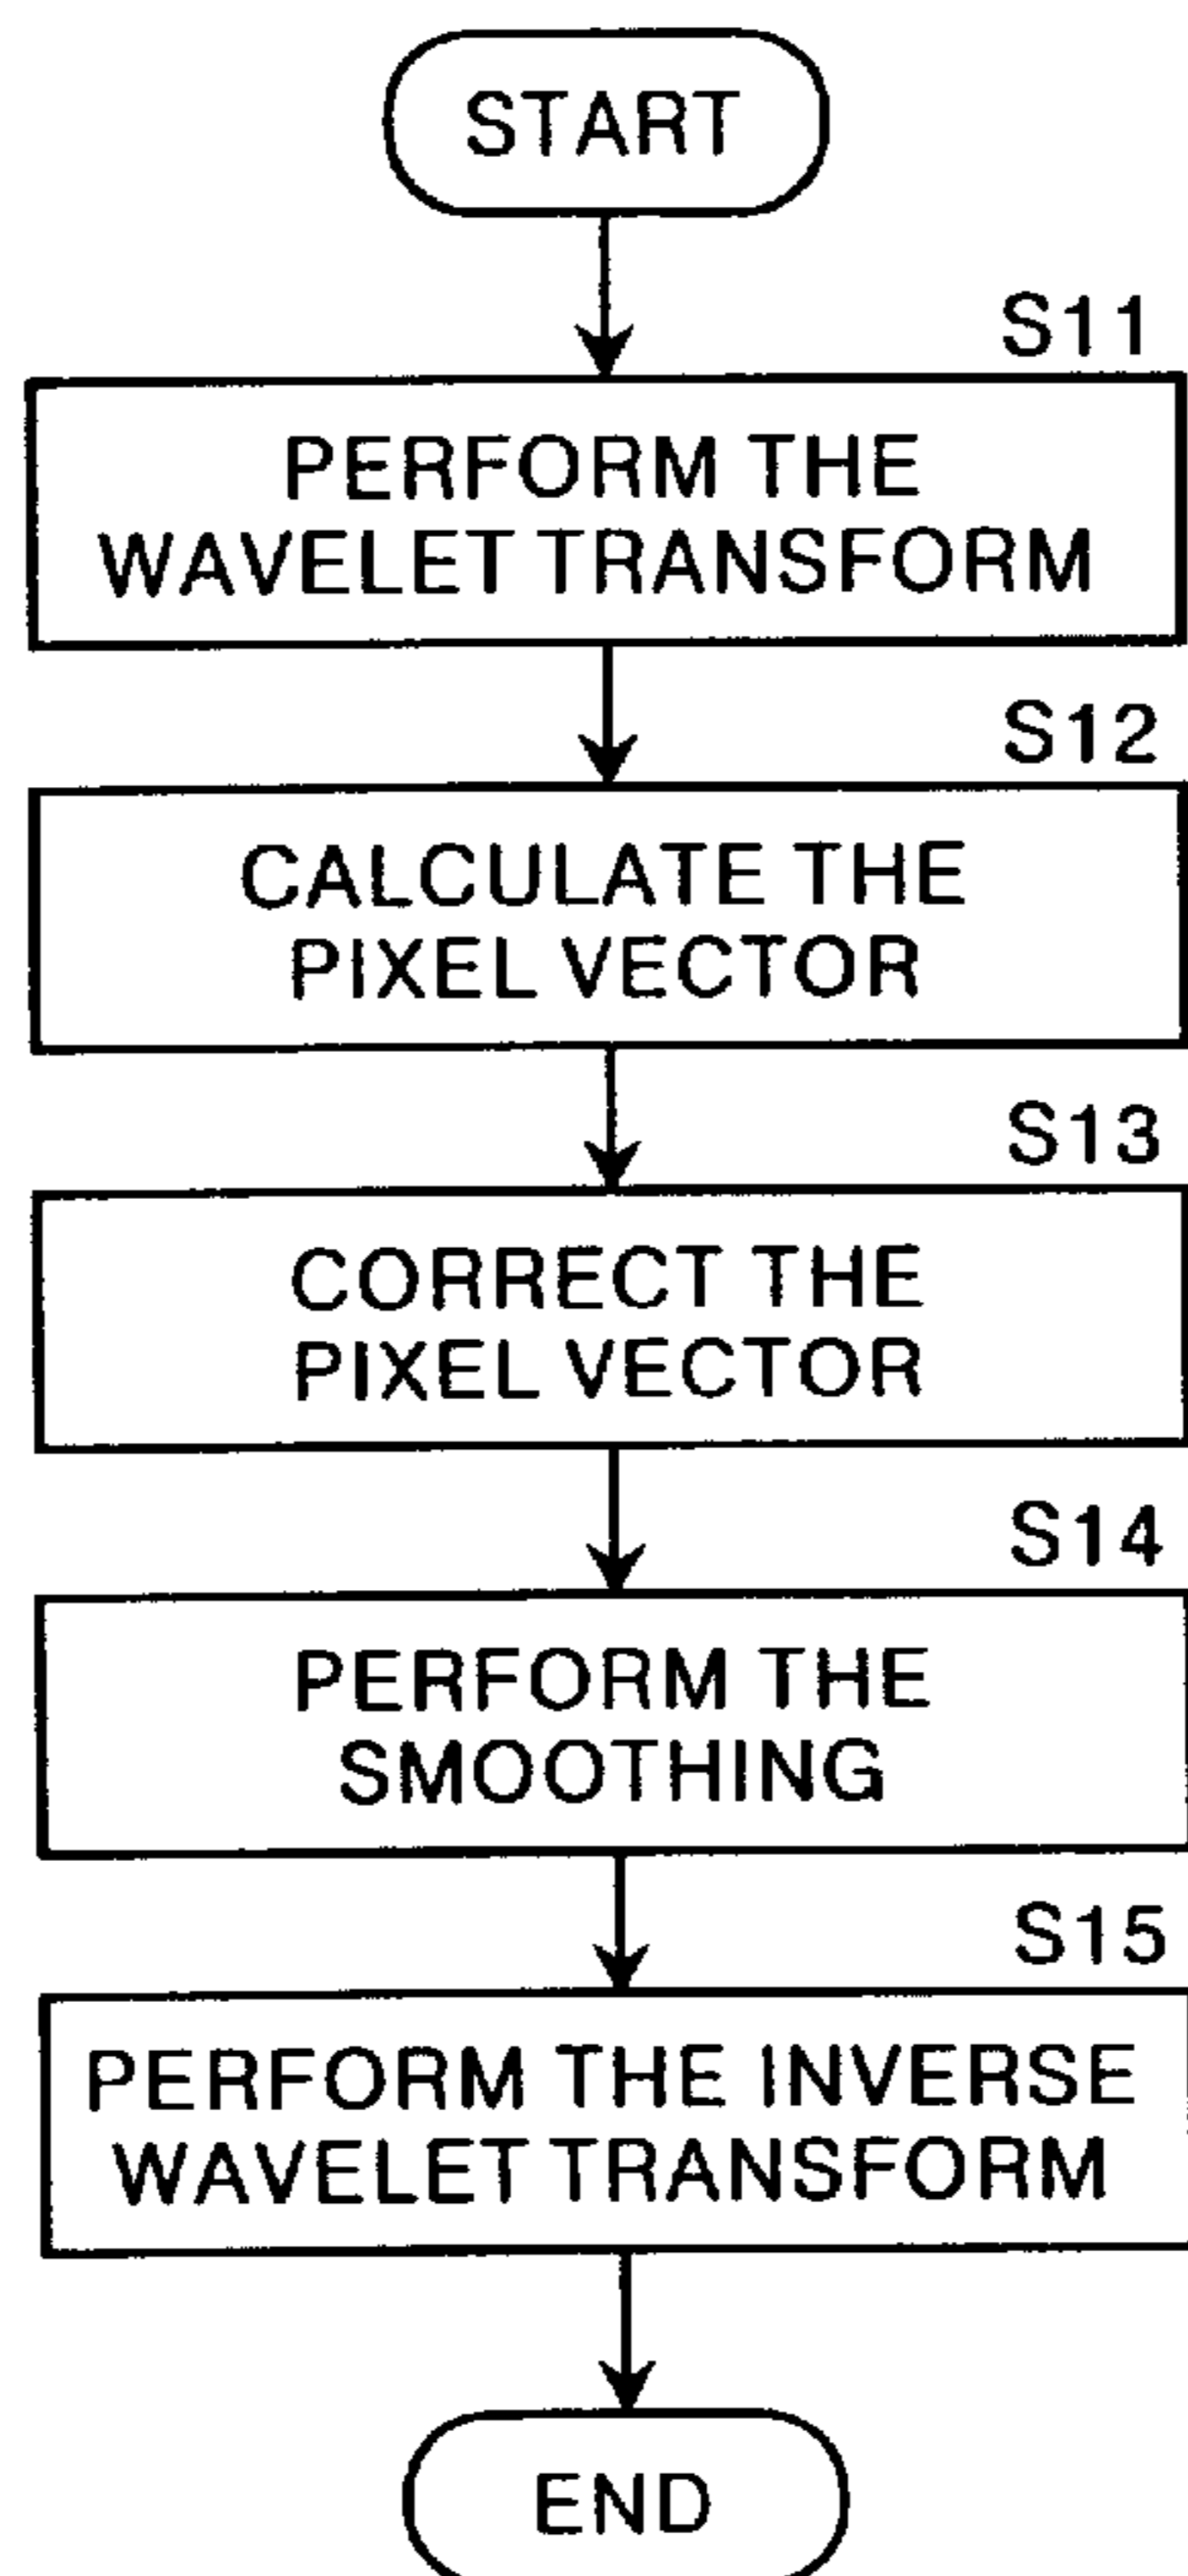 START
S11
PERFORM THE
WAVELET TRANSFORM
S12
CALCULATE THE
PIXEL VECTOR
S13
CORRECT THE
PIXEL VECTOR
S14
PERFORM THE
SMOOTHING
S15
PERFORM THE INVERSE
WAVELET TRANSFORM
END